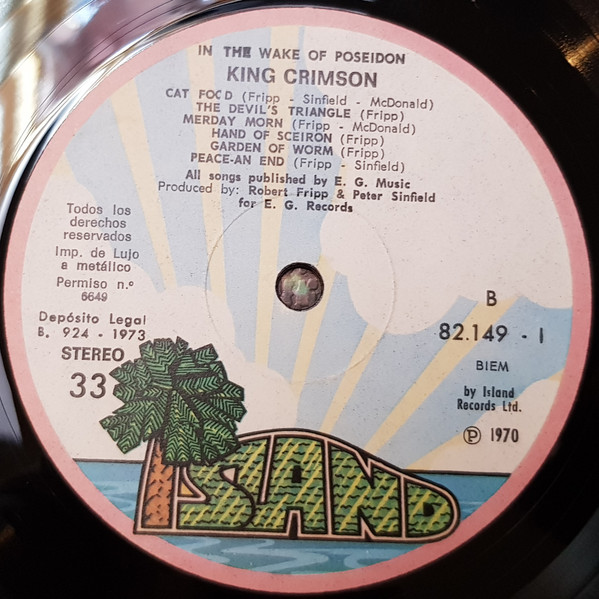 IN THE WAKE OF POSEIDON
KING CRIMSON
CAT FOOD (Fripp - Sinfield - McDonald)
THE DEVIL'S TRIANGLE (Fripp)
MERDAY MORN (Fripp - McDonald)
HAND OF SCEIRON (Fripp)
GARDEN OF WORM (Fripp)
PEACE-AN END (Fripp - Sinfield)
All songs published by E. G. Music
Produced by: Robert Fripp & Peter Sinfield
for E. G. Records
Todos los
derechos
reservados
Imp. de Lujo
a metálico
Permiso n.º
6649
Depósito Legal
B. 924 - 1973
STEREO
33
B
82.149 - I
BIEM
by Island
Records Ltd.
Ⓟ 1970
ISLAND